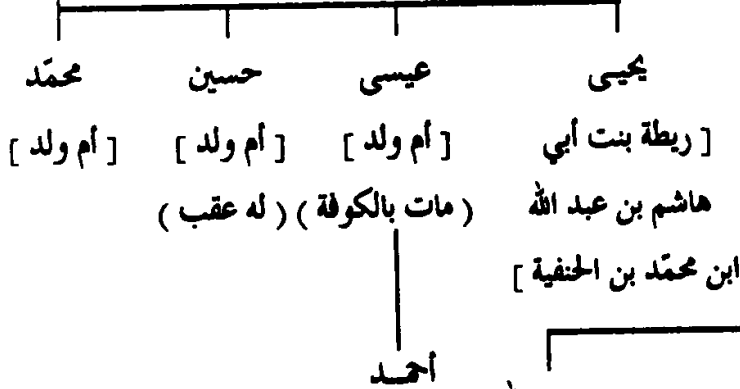 يحيى عيسى حسين محمّد
[ ريطة بنت أبي [ أم ولد ] [ أم ولد ] [ أم ولد ]
هاشم بن عبد الله ( مات بالكوفة ) ( له عقب )
ابن محمّد بن الحنفية ]
أحمد